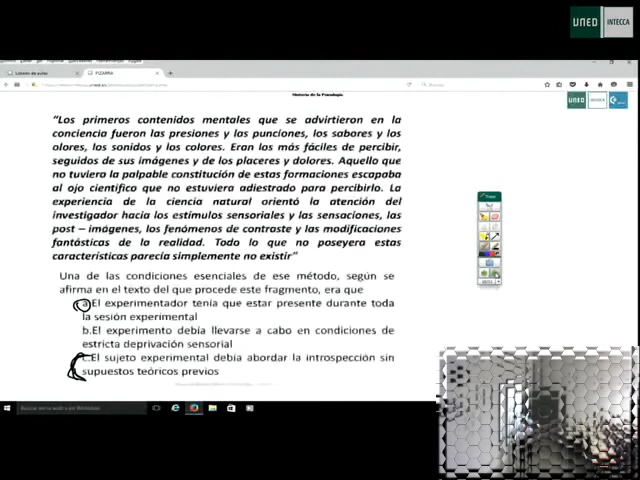 UNED INTECCA
PIZARRA
Historia de la Psicología
UNED
"Los primeros contenidos mentales que se advirtieron en la
conciencia fueron las presiones y las punciones, los sabores y los
olores, los sonidos y los colores. Eran los más fáciles de percibir,
seguidos de sus imágenes y de los placeres y dolores. Aquello que
no tuviera la palpable constitución de estas formaciones escapaba
al ojo científico que no estuviera adiestrado para percibirlo. La
experiencia de la ciencia natural orientó la atención del
investigador hacia los estímulos sensoriales y las sensaciones, las
post – imágenes, los fenómenos de contraste y las modificaciones
fantásticas de la realidad. Todo lo que no poseyera estas
características parecía simplemente no existir"
Una de las condiciones esenciales de ese método, según se
afirma en el texto del que procede este fragmento, era que
a.El experimentador tenía que estar presente durante toda
la sesión experimental
b.El experimento debía llevarse a cabo en condiciones de
estricta deprivación sensorial
c.El sujeto experimental debía abordar la introspección sin
supuestos teóricos previos